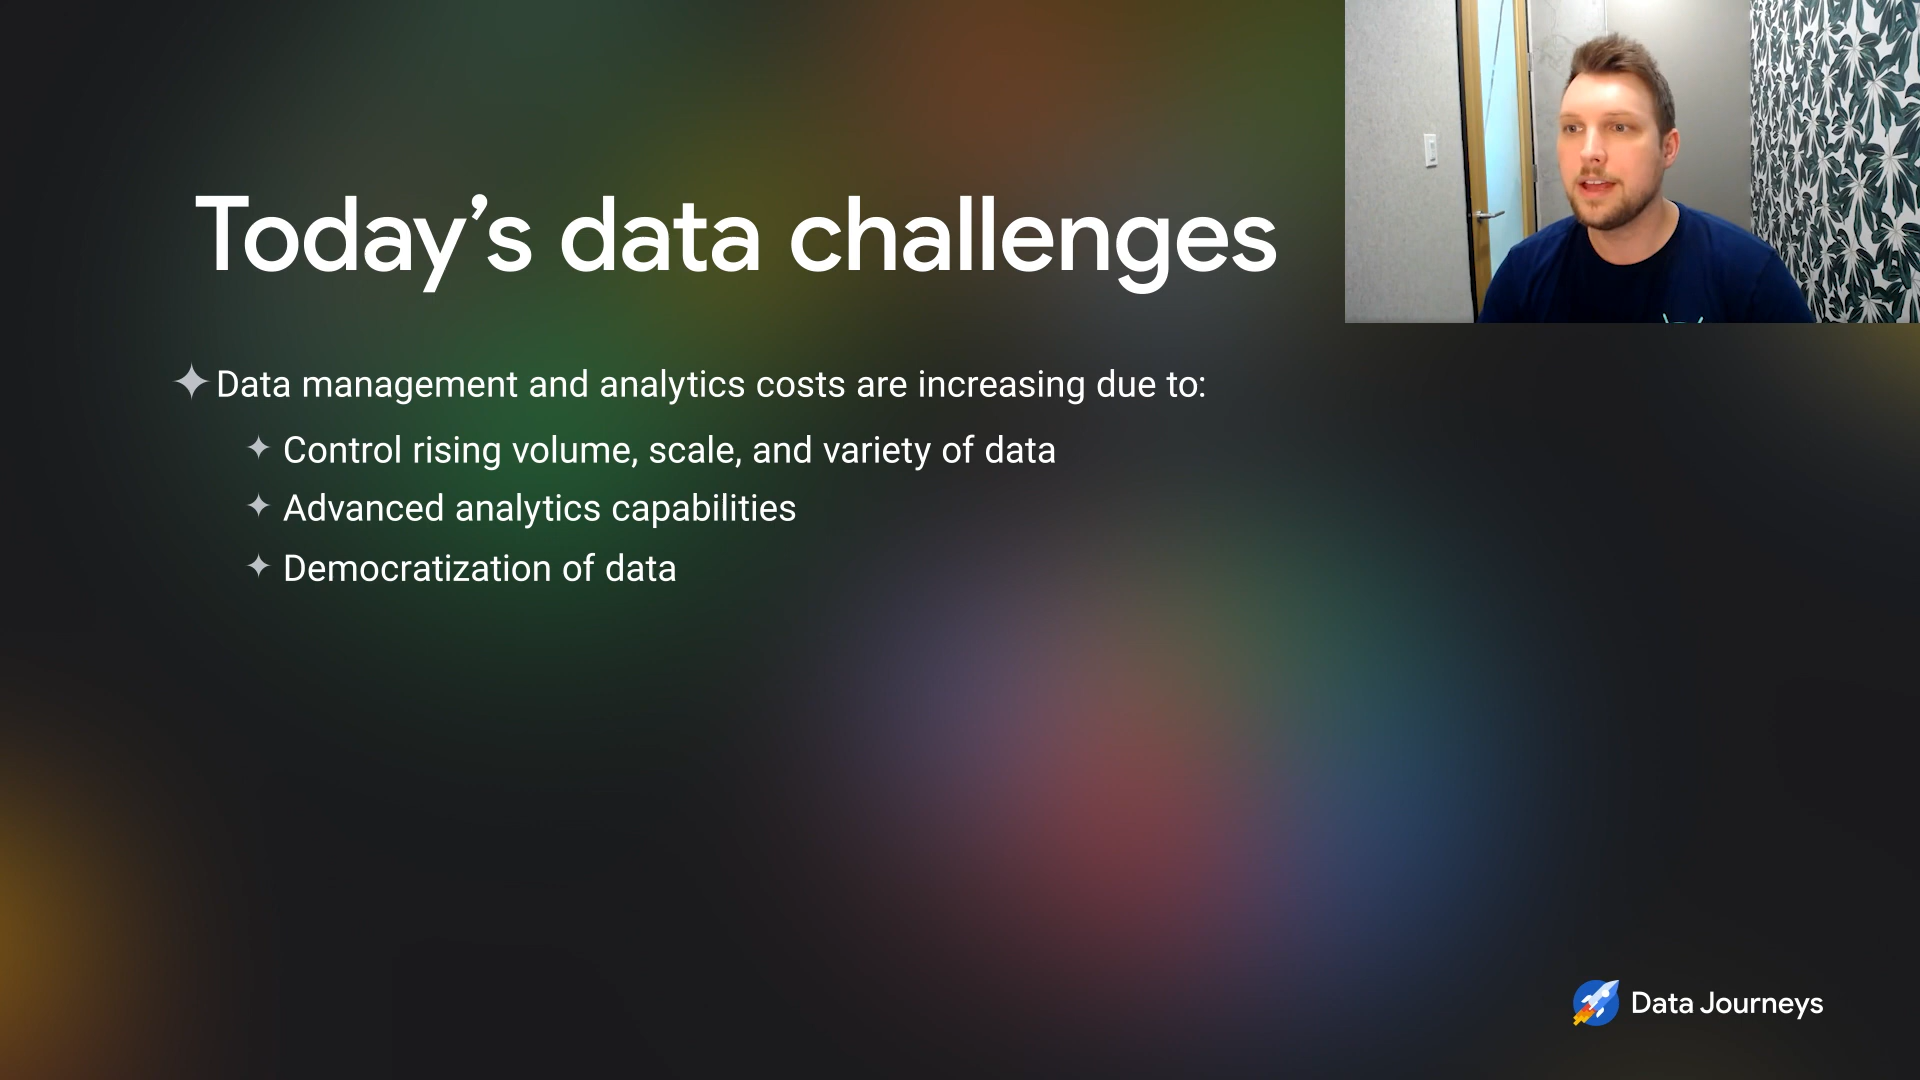 Today’s data challenges
Data management and analytics costs are increasing due to:
Control rising volume, scale, and variety of data
Advanced analytics capabilities
Democratization of data
Data Journeys